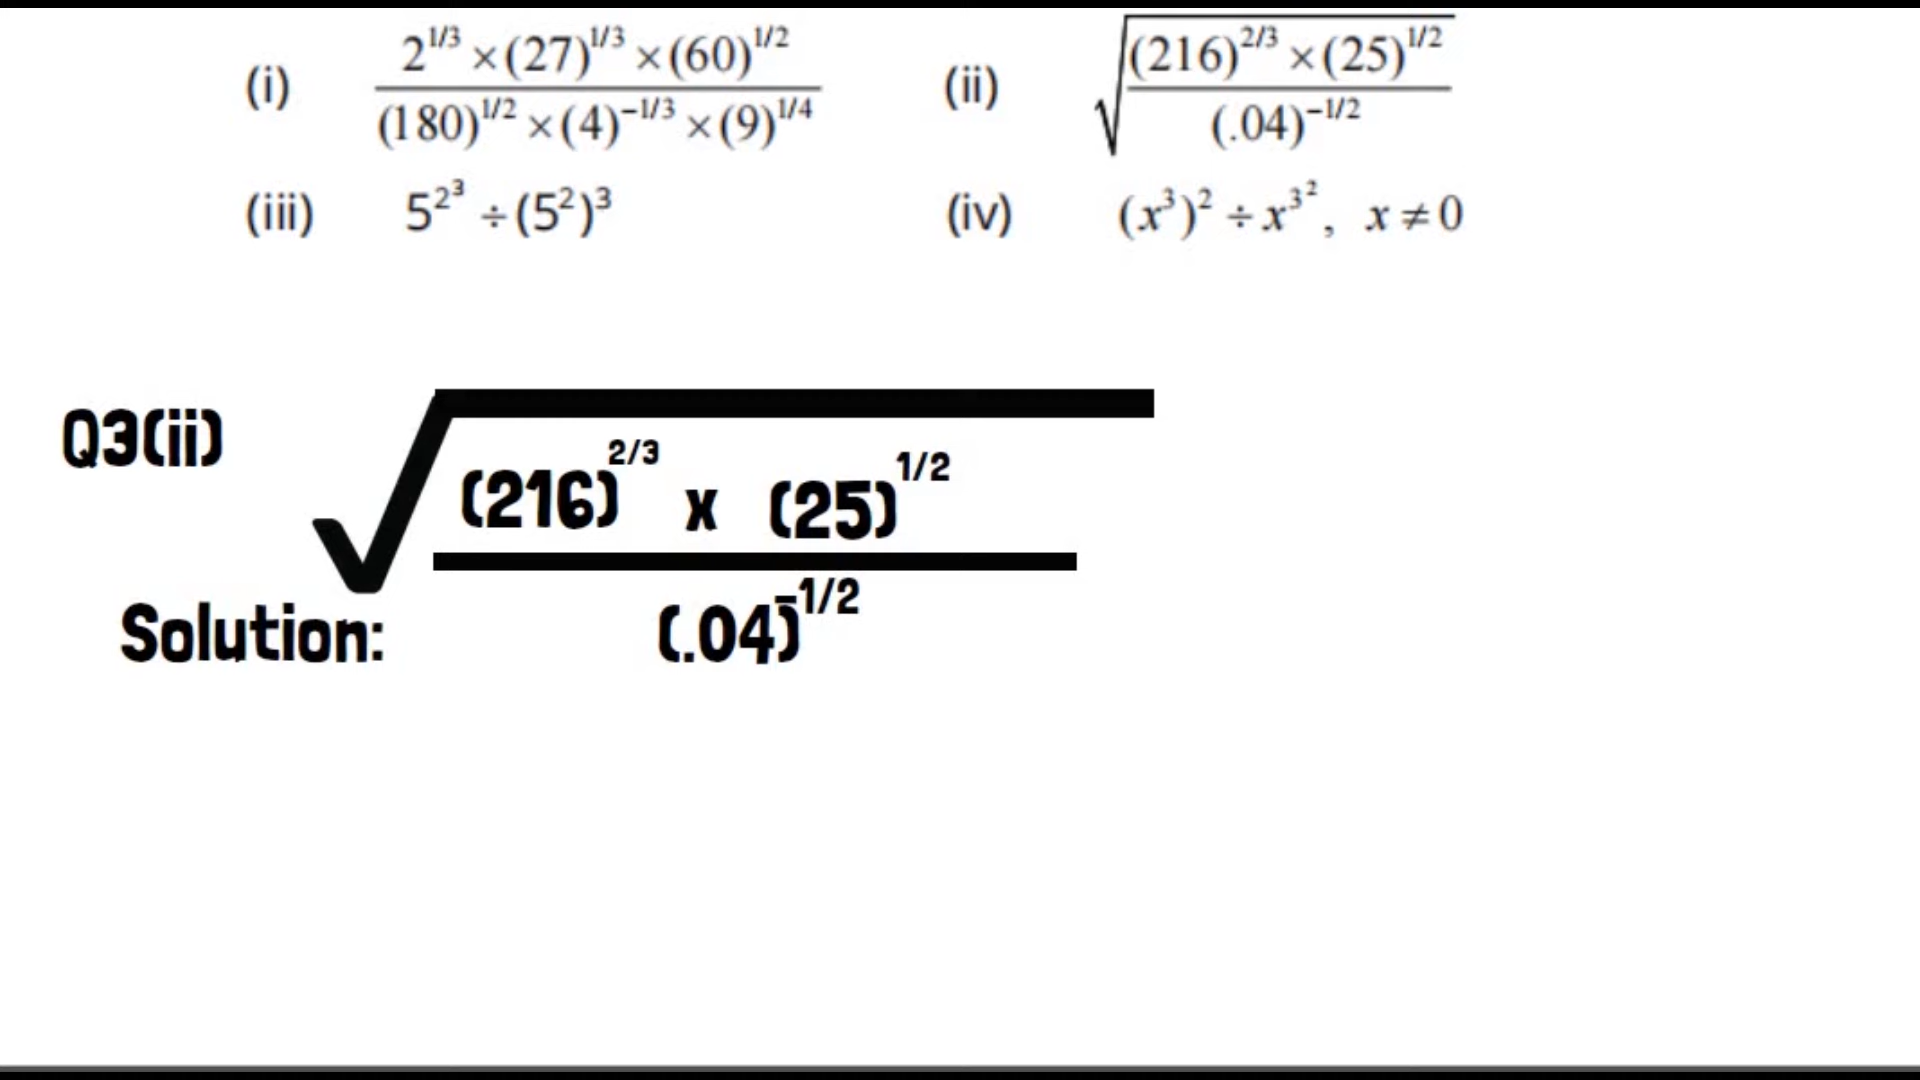 (i) 2^{1/3} × (27)^{1/3} × (60)^{1/2} / (180)^{1/2} × (4)^{-1/3} × (9)^{1/4} (ii) √((216)^{2/3} × (25)^{1/2} / (.04)^{-1/2})
(iii) 5^{2^3} ÷ (5^2)^3 (iv) (x^3)^2 ÷ x^{3^2}, x ≠ 0
Q3(ii) √((216)^{2/3} x (25)^{1/2} / (.04)^{-1/2})
Solution: